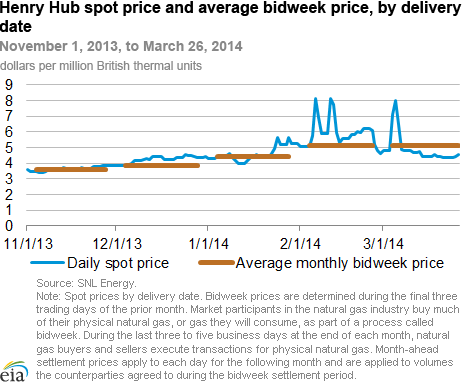 Henry Hub spot price and average bidweek price, by delivery
date
November 1, 2013, to March 26, 2014
dollars per million British thermal units
9
8
7
6
5
4
3
2
1
0
11/1/13 12/1/13 1/1/14 2/1/14 3/1/14
Daily spot price Average monthly bidweek price
Source: SNL Energy.
Note: Spot prices by delivery date. Bidweek prices are determined during the final three
trading days of the prior month. Market participants in the natural gas industry buy much
of their physical natural gas, or gas they will consume, as part of a process called
bidweek. During the last three to five business days at the end of each month, natural
gas buyers and sellers execute transactions for physical natural gas. Month-ahead
settlement prices apply to each day for the following month and are applied to volumes
the counterparties agreed to during the bidweek settlement period.
eia